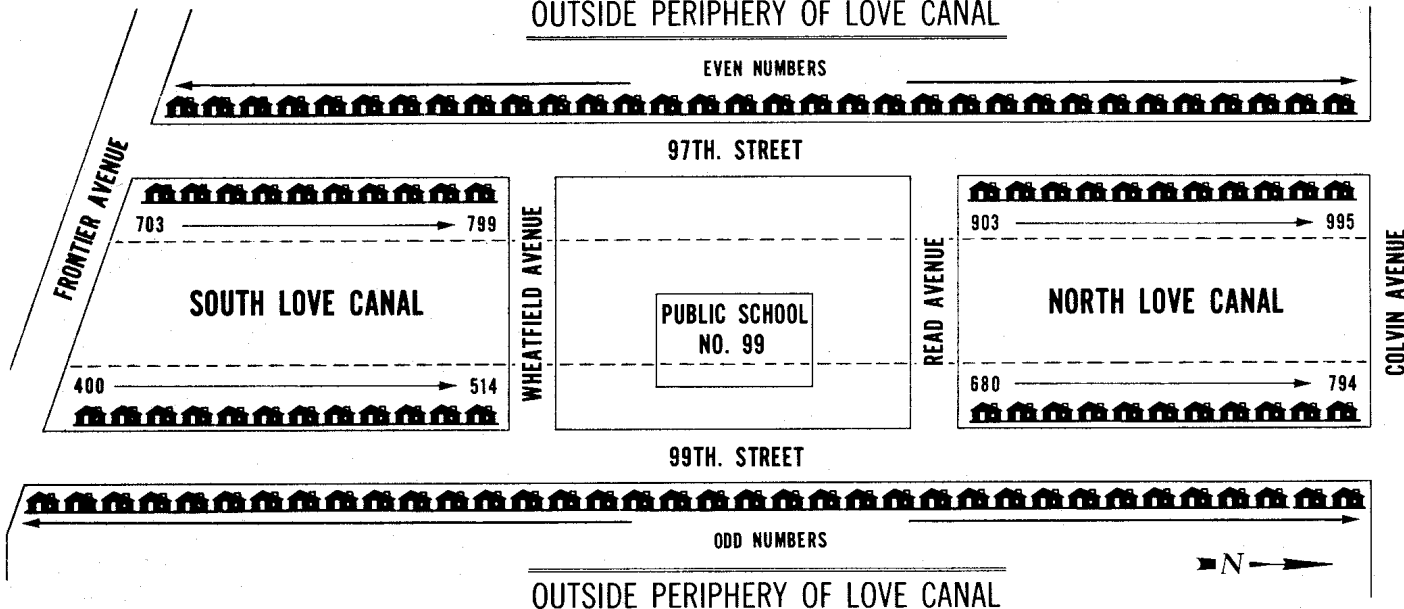 OUTSIDE PERIPHERY OF LOVE CANAL
EVEN NUMBERS
97TH. STREET
FRONTIER AVENUE
703
799
903
995
WHEATFIELD AVENUE
READ AVENUE
COLVIN AVENUE
SOUTH LOVE CANAL
PUBLIC SCHOOL
NO. 99
NORTH LOVE CANAL
400
514
680
794
99TH. STREET
ODD NUMBERS
N
OUTSIDE PERIPHERY OF LOVE CANAL